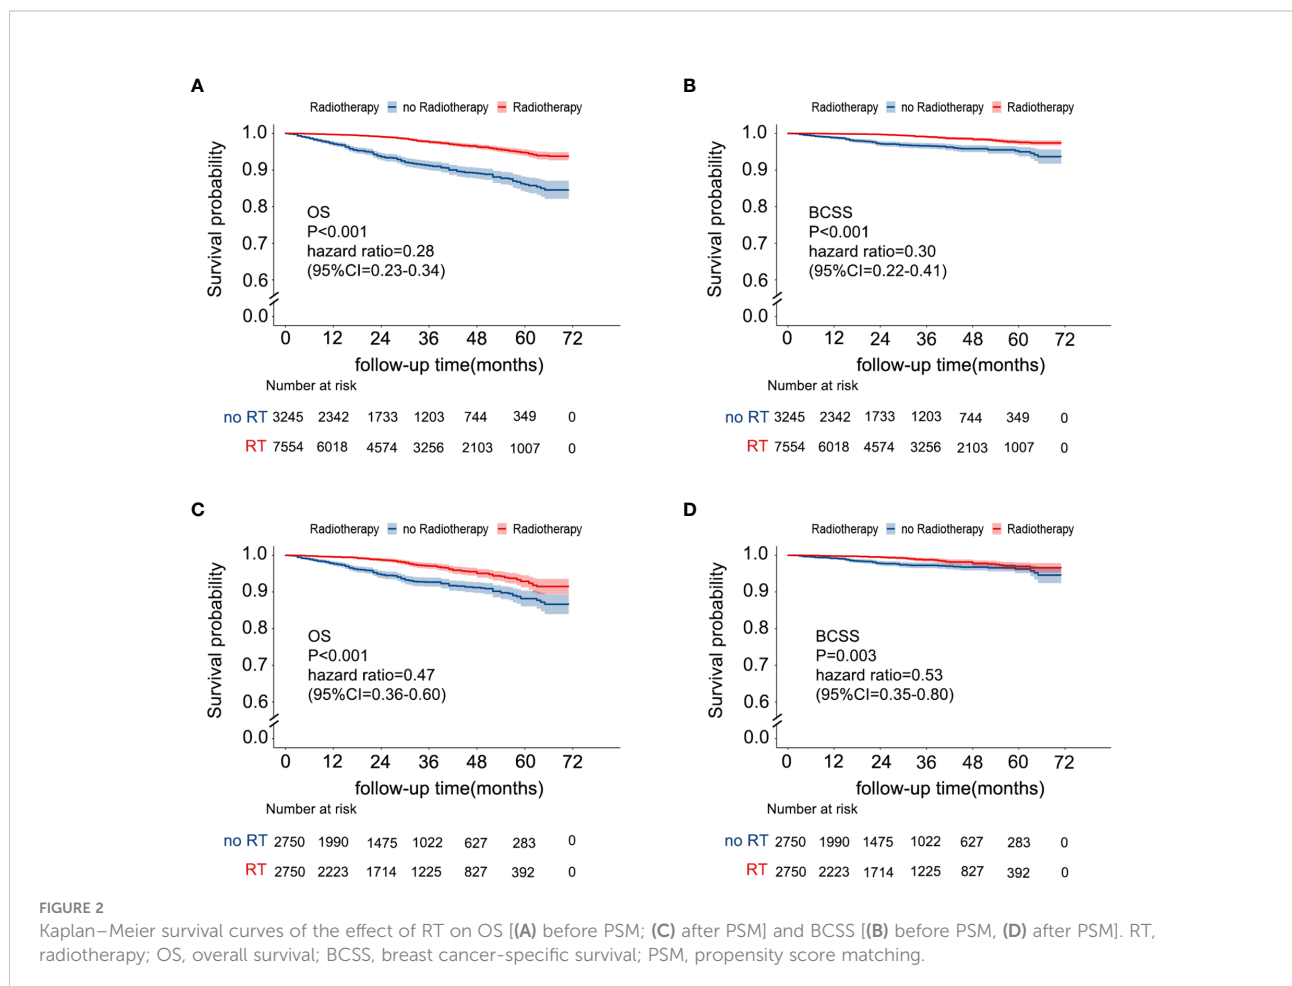 A
Radiotherapy no Radiotherapy Radiotherapy
1.0
0.9
0.8
0.7
0.6
0.0
Survival probability
OS
P<0.001
hazard ratio=0.28
(95%CI=0.23-0.34)
0 12 24 36 48 60 72
follow-up time(months)
Number at risk
no RT 3245 2342 1733 1203 744 349 0
RT 7554 6018 4574 3256 2103 1007 0
B
Radiotherapy no Radiotherapy Radiotherapy
1.0
0.9
0.8
0.7
0.6
0.0
Survival probability
BCSS
P<0.001
hazard ratio=0.30
(95%CI=0.22-0.41)
0 12 24 36 48 60 72
follow-up time(months)
Number at risk
no RT 3245 2342 1733 1203 744 349 0
RT 7554 6018 4574 3256 2103 1007 0
C
Radiotherapy no Radiotherapy Radiotherapy
1.0
0.9
0.8
0.7
0.6
0.0
Survival probability
OS
P<0.001
hazard ratio=0.47
(95%CI=0.36-0.60)
0 12 24 36 48 60 72
follow-up time(months)
Number at risk
no RT 2750 1990 1475 1022 627 283 0
RT 2750 2223 1714 1225 827 392 0
D
Radiotherapy no Radiotherapy Radiotherapy
1.0
0.9
0.8
0.7
0.6
0.0
Survival probability
BCSS
P=0.003
hazard ratio=0.53
(95%CI=0.35-0.80)
0 12 24 36 48 60 72
follow-up time(months)
Number at risk
no RT 2750 1990 1475 1022 627 283 0
RT 2750 2223 1714 1225 827 392 0
FIGURE 2
Kaplan–Meier survival curves of the effect of RT on OS [(A) before PSM; (C) after PSM] and BCSS [(B) before PSM, (D) after PSM]. RT,
radiotherapy; OS, overall survival; BCSS, breast cancer-specific survival; PSM, propensity score matching.